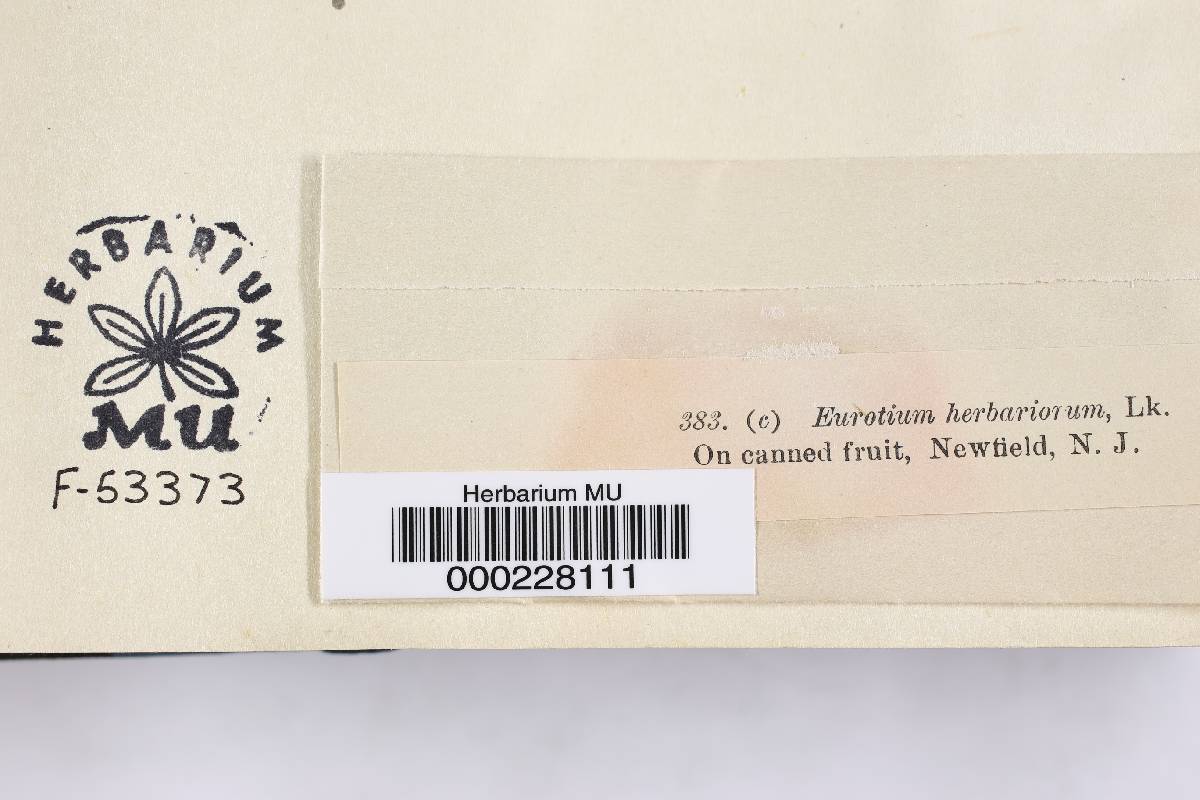 HERBARIUM
MU
F-53373
383. (c) Eurotium herbariorum, Lk.
On canned fruit, Newfield, N. J.
Herbarium MU
000228111